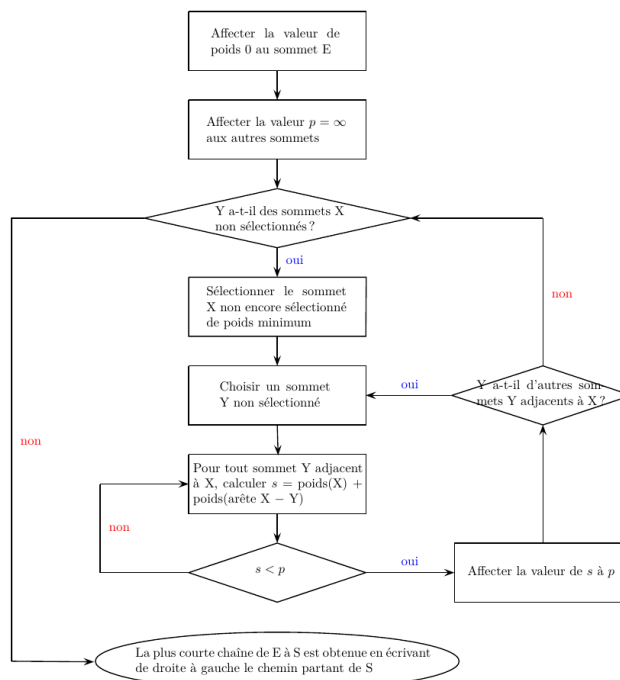 Affecter la valeur de
poids 0 au sommet E
Affecter la valeur p = ∞
aux autres sommets
Y a-t-il des sommets X
non sélectionnés ?
oui
Sélectionner le sommet
X non encore sélectionné
de poids minimum
non
Choisir un sommet
Y non sélectionné
oui
Y a-t-il d'autres som-
mets Y adjacents à X ?
non
Pour tout sommet Y adjacent
à X, calculer s = poids(X) +
poids(arête X − Y)
non
s < p
oui
Affecter la valeur de s à p
La plus courte chaîne de E à S est obtenue en écrivant
de droite à gauche le chemin partant de S